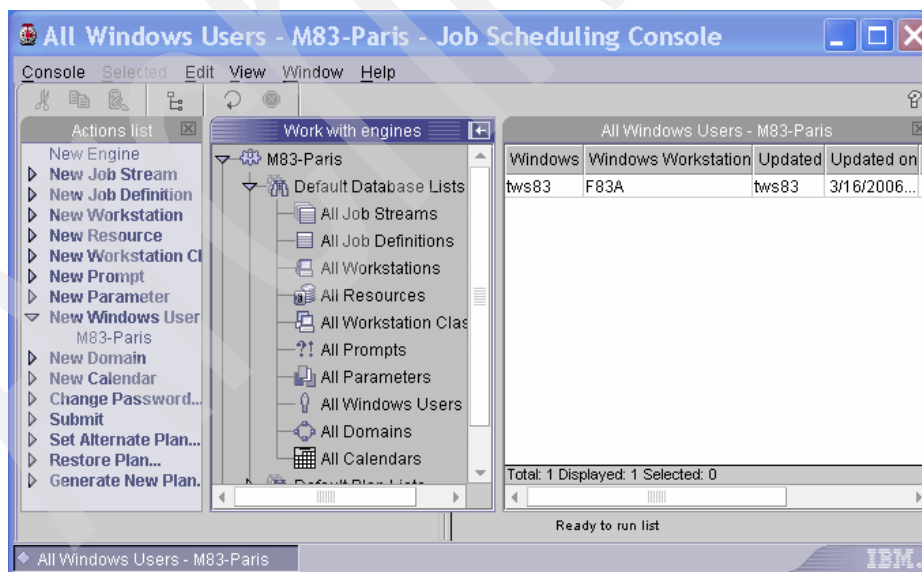 All Windows Users - M83-Paris - Job Scheduling Console
Console Selected Edit View Window Help
Actions list
New Engine
New Job Stream
New Job Definition
New Workstation
New Resource
New Workstation Cl
New Prompt
New Parameter
New Windows User
M83-Paris
New Domain
New Calendar
Change Password...
Submit
Set Alternate Plan...
Restore Plan...
Generate New Plan.
Work with engines
M83-Paris
Default Database Lists
All Job Streams
All Job Definitions
All Workstations
All Resources
All Workstation Clas
All Prompts
All Parameters
All Windows Users
All Domains
All Calendars
Default Plan Lists
All Windows Users - M83-Paris
Windows Windows Workstation Updated Updated on
tws83 F83A tws83 3/16/2006...
Total: 1 Displayed: 1 Selected: 0
Ready to run list
All Windows Users - M83-Paris
IBM.